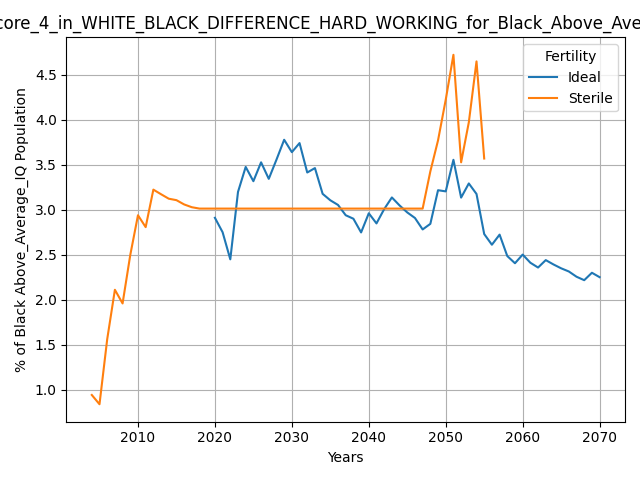 core_4_in_WHITE_BLACK_DIFFERENCE_HARD_WORKING_for_Black_Above_Ave
Fertility
Ideal
Sterile
% of Black Above_Average_IQ Population
4.5
4.0
3.5
3.0
2.5
2.0
1.5
1.0
2010
2020
2030
2040
2050
2060
2070
Years